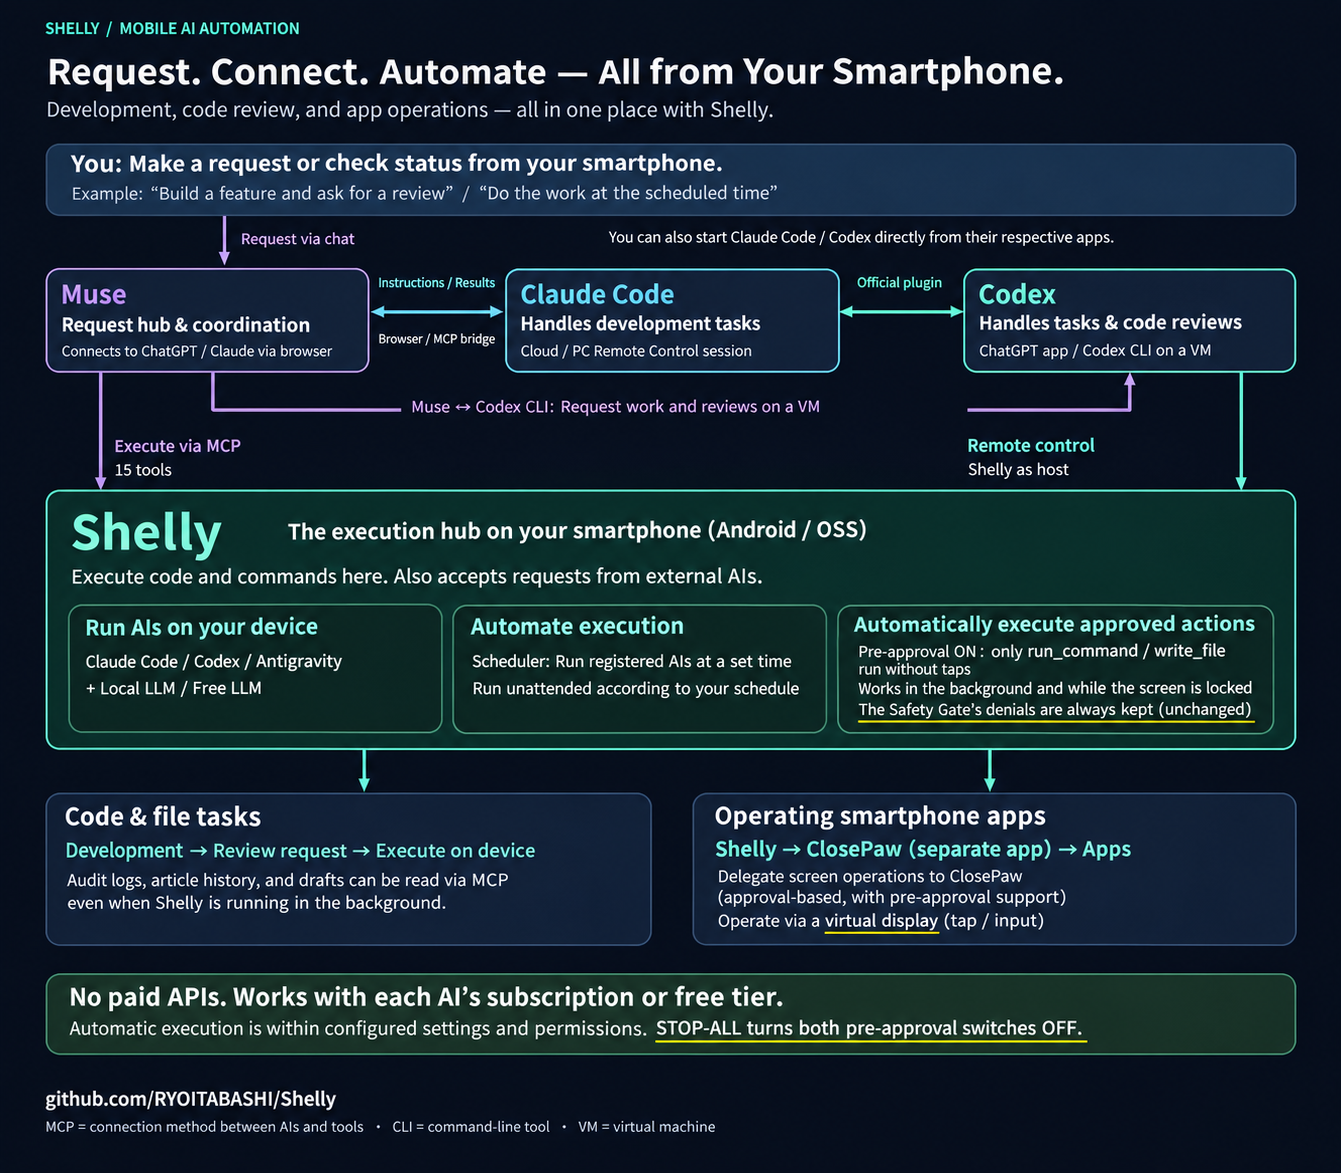 SHELLY / MOBILE AI AUTOMATION
Request. Connect. Automate — All from Your Smartphone.
Development, code review, and app operations — all in one place with Shelly.
You: Make a request or check status from your smartphone.
Example: “Build a feature and ask for a review” / “Do the work at the scheduled time”
Request via chat
You can also start Claude Code / Codex directly from their respective apps.
Muse
Request hub & coordination
Connects to ChatGPT / Claude via browser
Instructions / Results
Browser / MCP bridge
Claude Code
Handles development tasks
Cloud / PC Remote Control session
Official plugin
Codex
Handles tasks & code reviews
ChatGPT app / Codex CLI on a VM
Muse ↔ Codex CLI: Request work and reviews on a VM
Execute via MCP
15 tools
Remote control
Shelly as host
Shelly
The execution hub on your smartphone (Android / OSS)
Execute code and commands here. Also accepts requests from external AIs.
Run AIs on your device
Claude Code / Codex / Antigravity
+ Local LLM / Free LLM
Automate execution
Scheduler: Run registered AIs at a set time
Run unattended according to your schedule
Automatically execute approved actions
Pre-approval ON : only run_command / write_file
run without taps
Works in the background and while the screen is locked
The Safety Gate’s denials are always kept (unchanged)
Code & file tasks
Development → Review request → Execute on device
Audit logs, article history, and drafts can be read via MCP
even when Shelly is running in the background.
Operating smartphone apps
Shelly → ClosePaw (separate app) → Apps
Delegate screen operations to ClosePaw
(approval-based, with pre-approval support)
Operate via a virtual display (tap / input)
No paid APIs. Works with each AI’s subscription or free tier.
Automatic execution is within configured settings and permissions. STOP-ALL turns both pre-approval switches OFF.
github.com/RYOITABASHI/Shelly
MCP = connection method between AIs and tools • CLI = command-line tool • VM = virtual machine